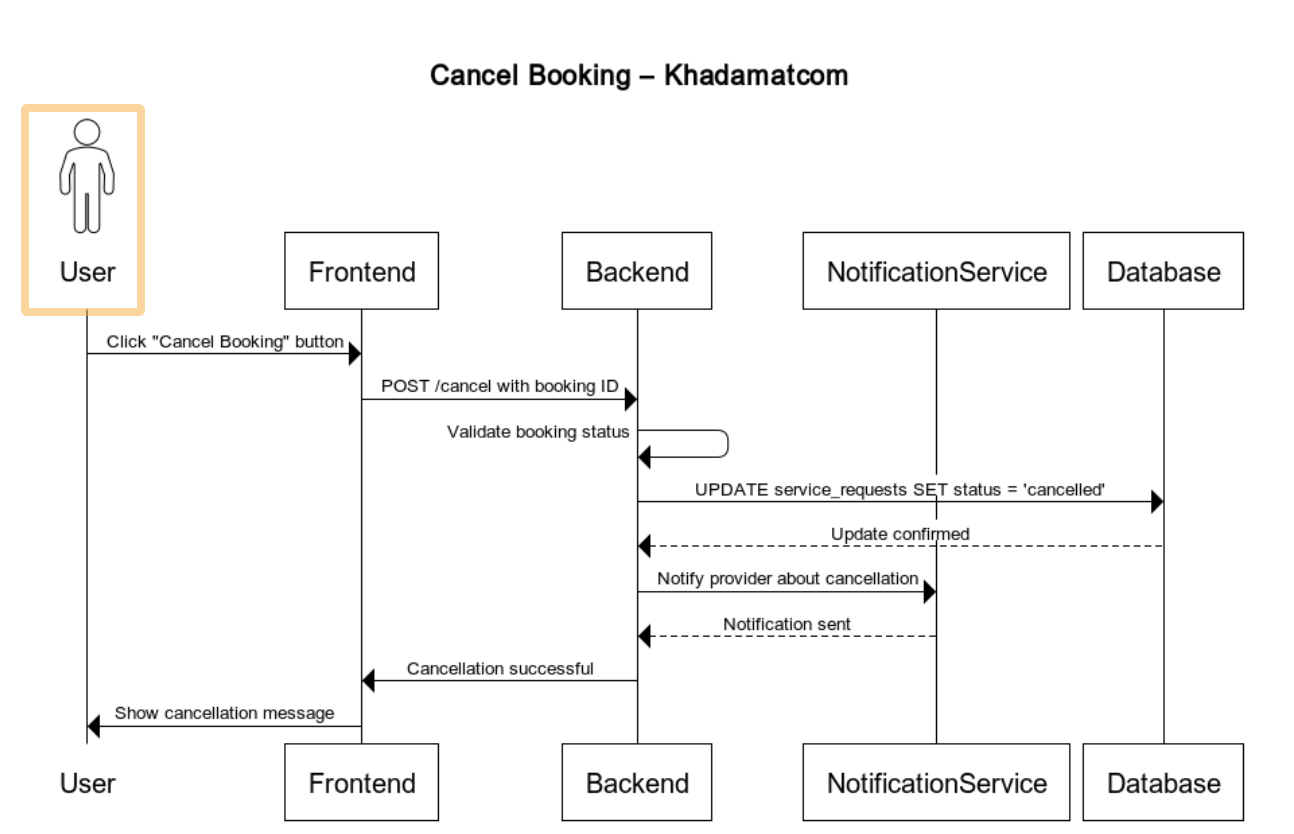 Cancel Booking – Khadamatcom
User
Frontend
Backend
NotificationService
Database
Click "Cancel Booking" button
POST /cancel with booking ID
Validate booking status
UPDATE service_requests SET status = 'cancelled'
Update confirmed
Notify provider about cancellation
Notification sent
Cancellation successful
Show cancellation message
User
Frontend
Backend
NotificationService
Database